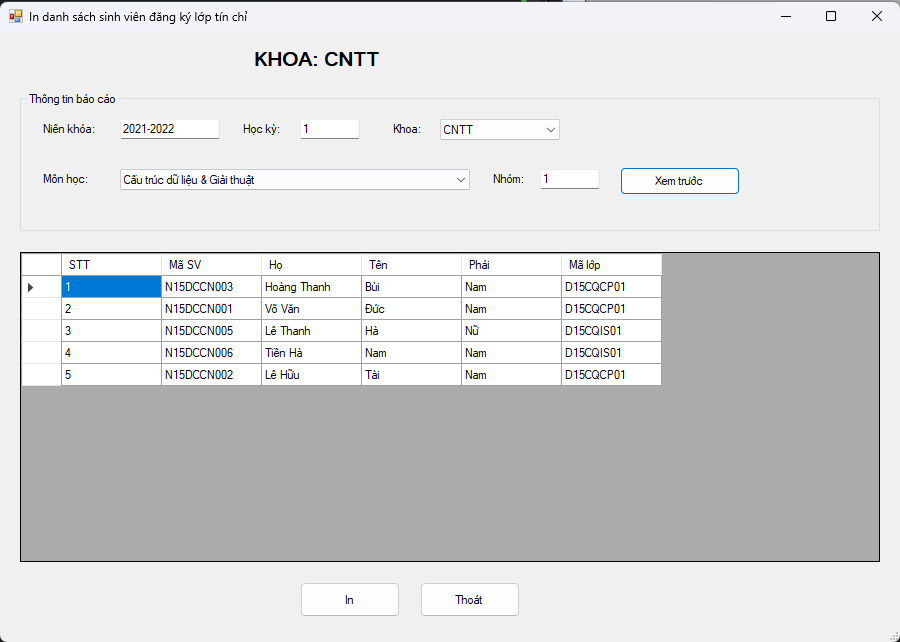 In danh sách sinh viên đăng ký lớp tín chỉ
KHOA: CNTT
Thông tin báo cáo
Niên khóa: 2021-2022 Học kỳ: 1 Khoa: CNTT
Môn học: Cấu trúc dữ liệu & Giải thuật Nhóm: 1 Xem trước
STT Mã SV Họ Tên Phái Mã lớp
1 N15DCCN003 Hoàng Thanh Bùi Nam D15CQCP01
2 N15DCCN001 Võ Văn Đức Nam D15CQCP01
3 N15DCCN005 Lê Thanh Hà Nữ D15CQIS01
4 N15DCCN006 Tiền Hà Nam Nam D15CQIS01
5 N15DCCN002 Lê Hữu Tài Nam D15CQCP01
In Thoát